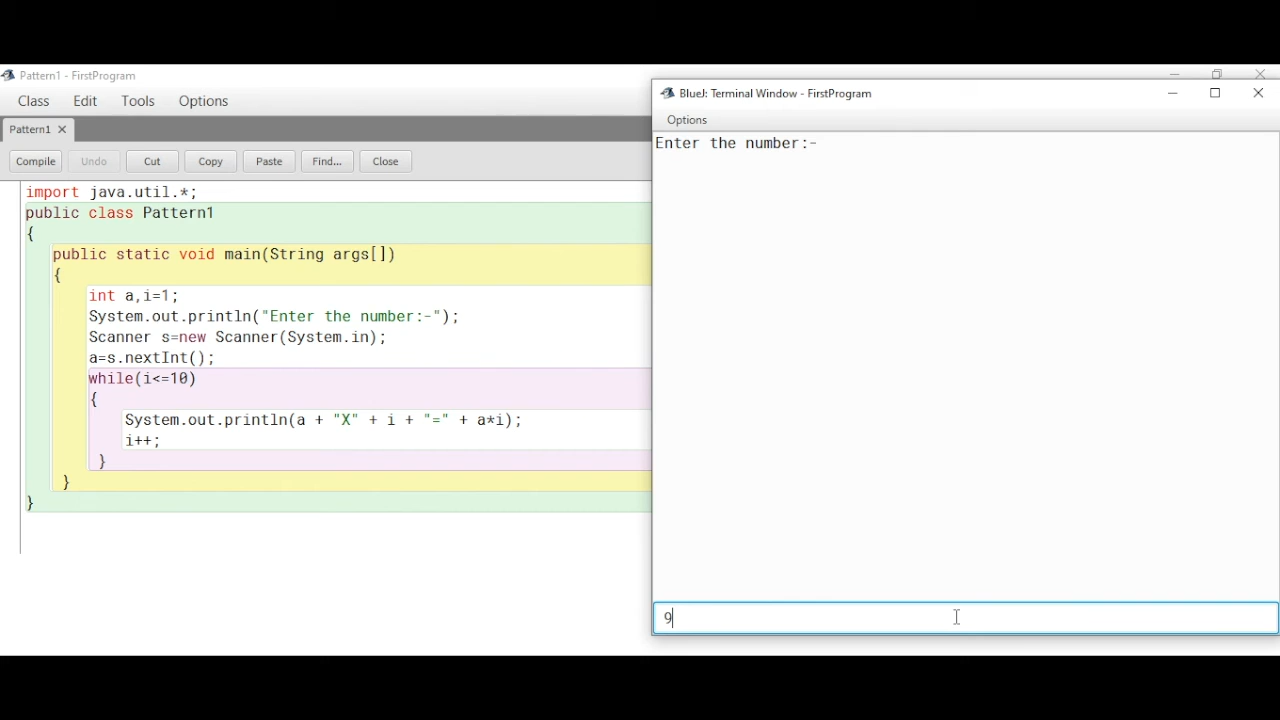 Pattern1 - FirstProgram
Class Edit Tools Options
Pattern1
Compile Undo Cut Copy Paste Find... Close
import java.util.*;
public class Pattern1
{
public static void main(String args[])
{
int a,i=1;
System.out.println("Enter the number:-");
Scanner s=new Scanner(System.in);
a=s.nextInt();
while(i<=10)
{
System.out.println(a + "X" + i + "=" + a*i);
i++;
}
}
}
BlueJ: Terminal Window - FirstProgram
Options
Enter the number:-
9